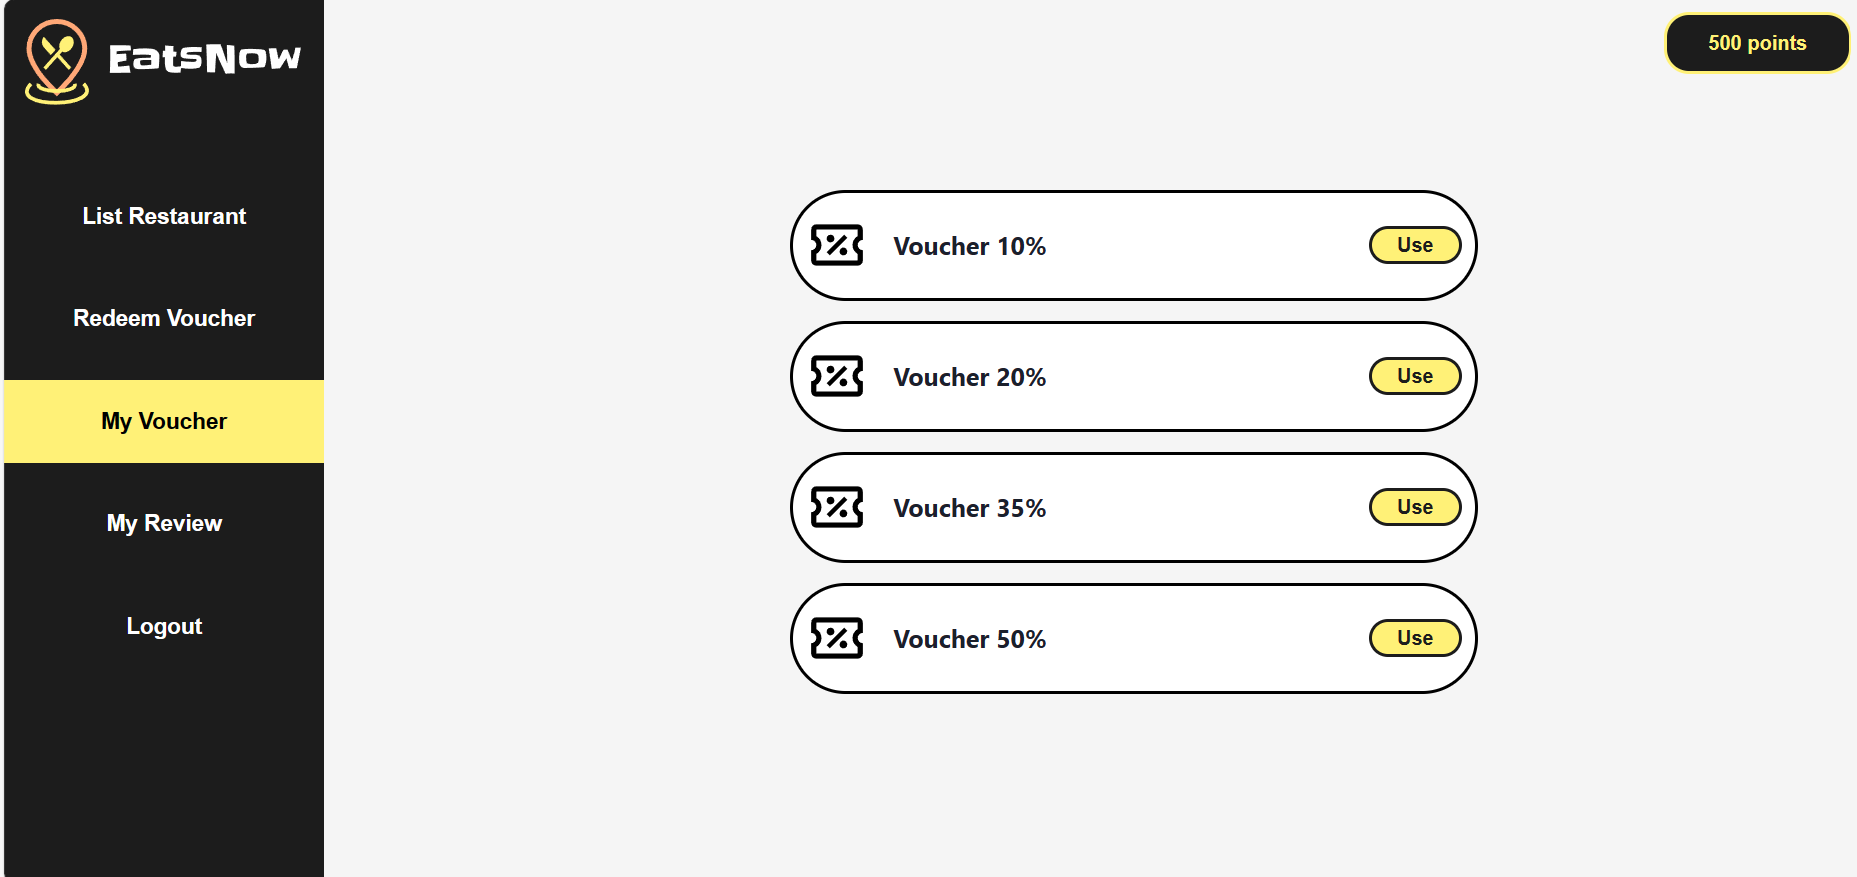 EatsNow
500 points
List Restaurant
Redeem Voucher
My Voucher
My Review
Logout
Voucher 10%
Use
Voucher 20%
Use
Voucher 35%
Use
Voucher 50%
Use